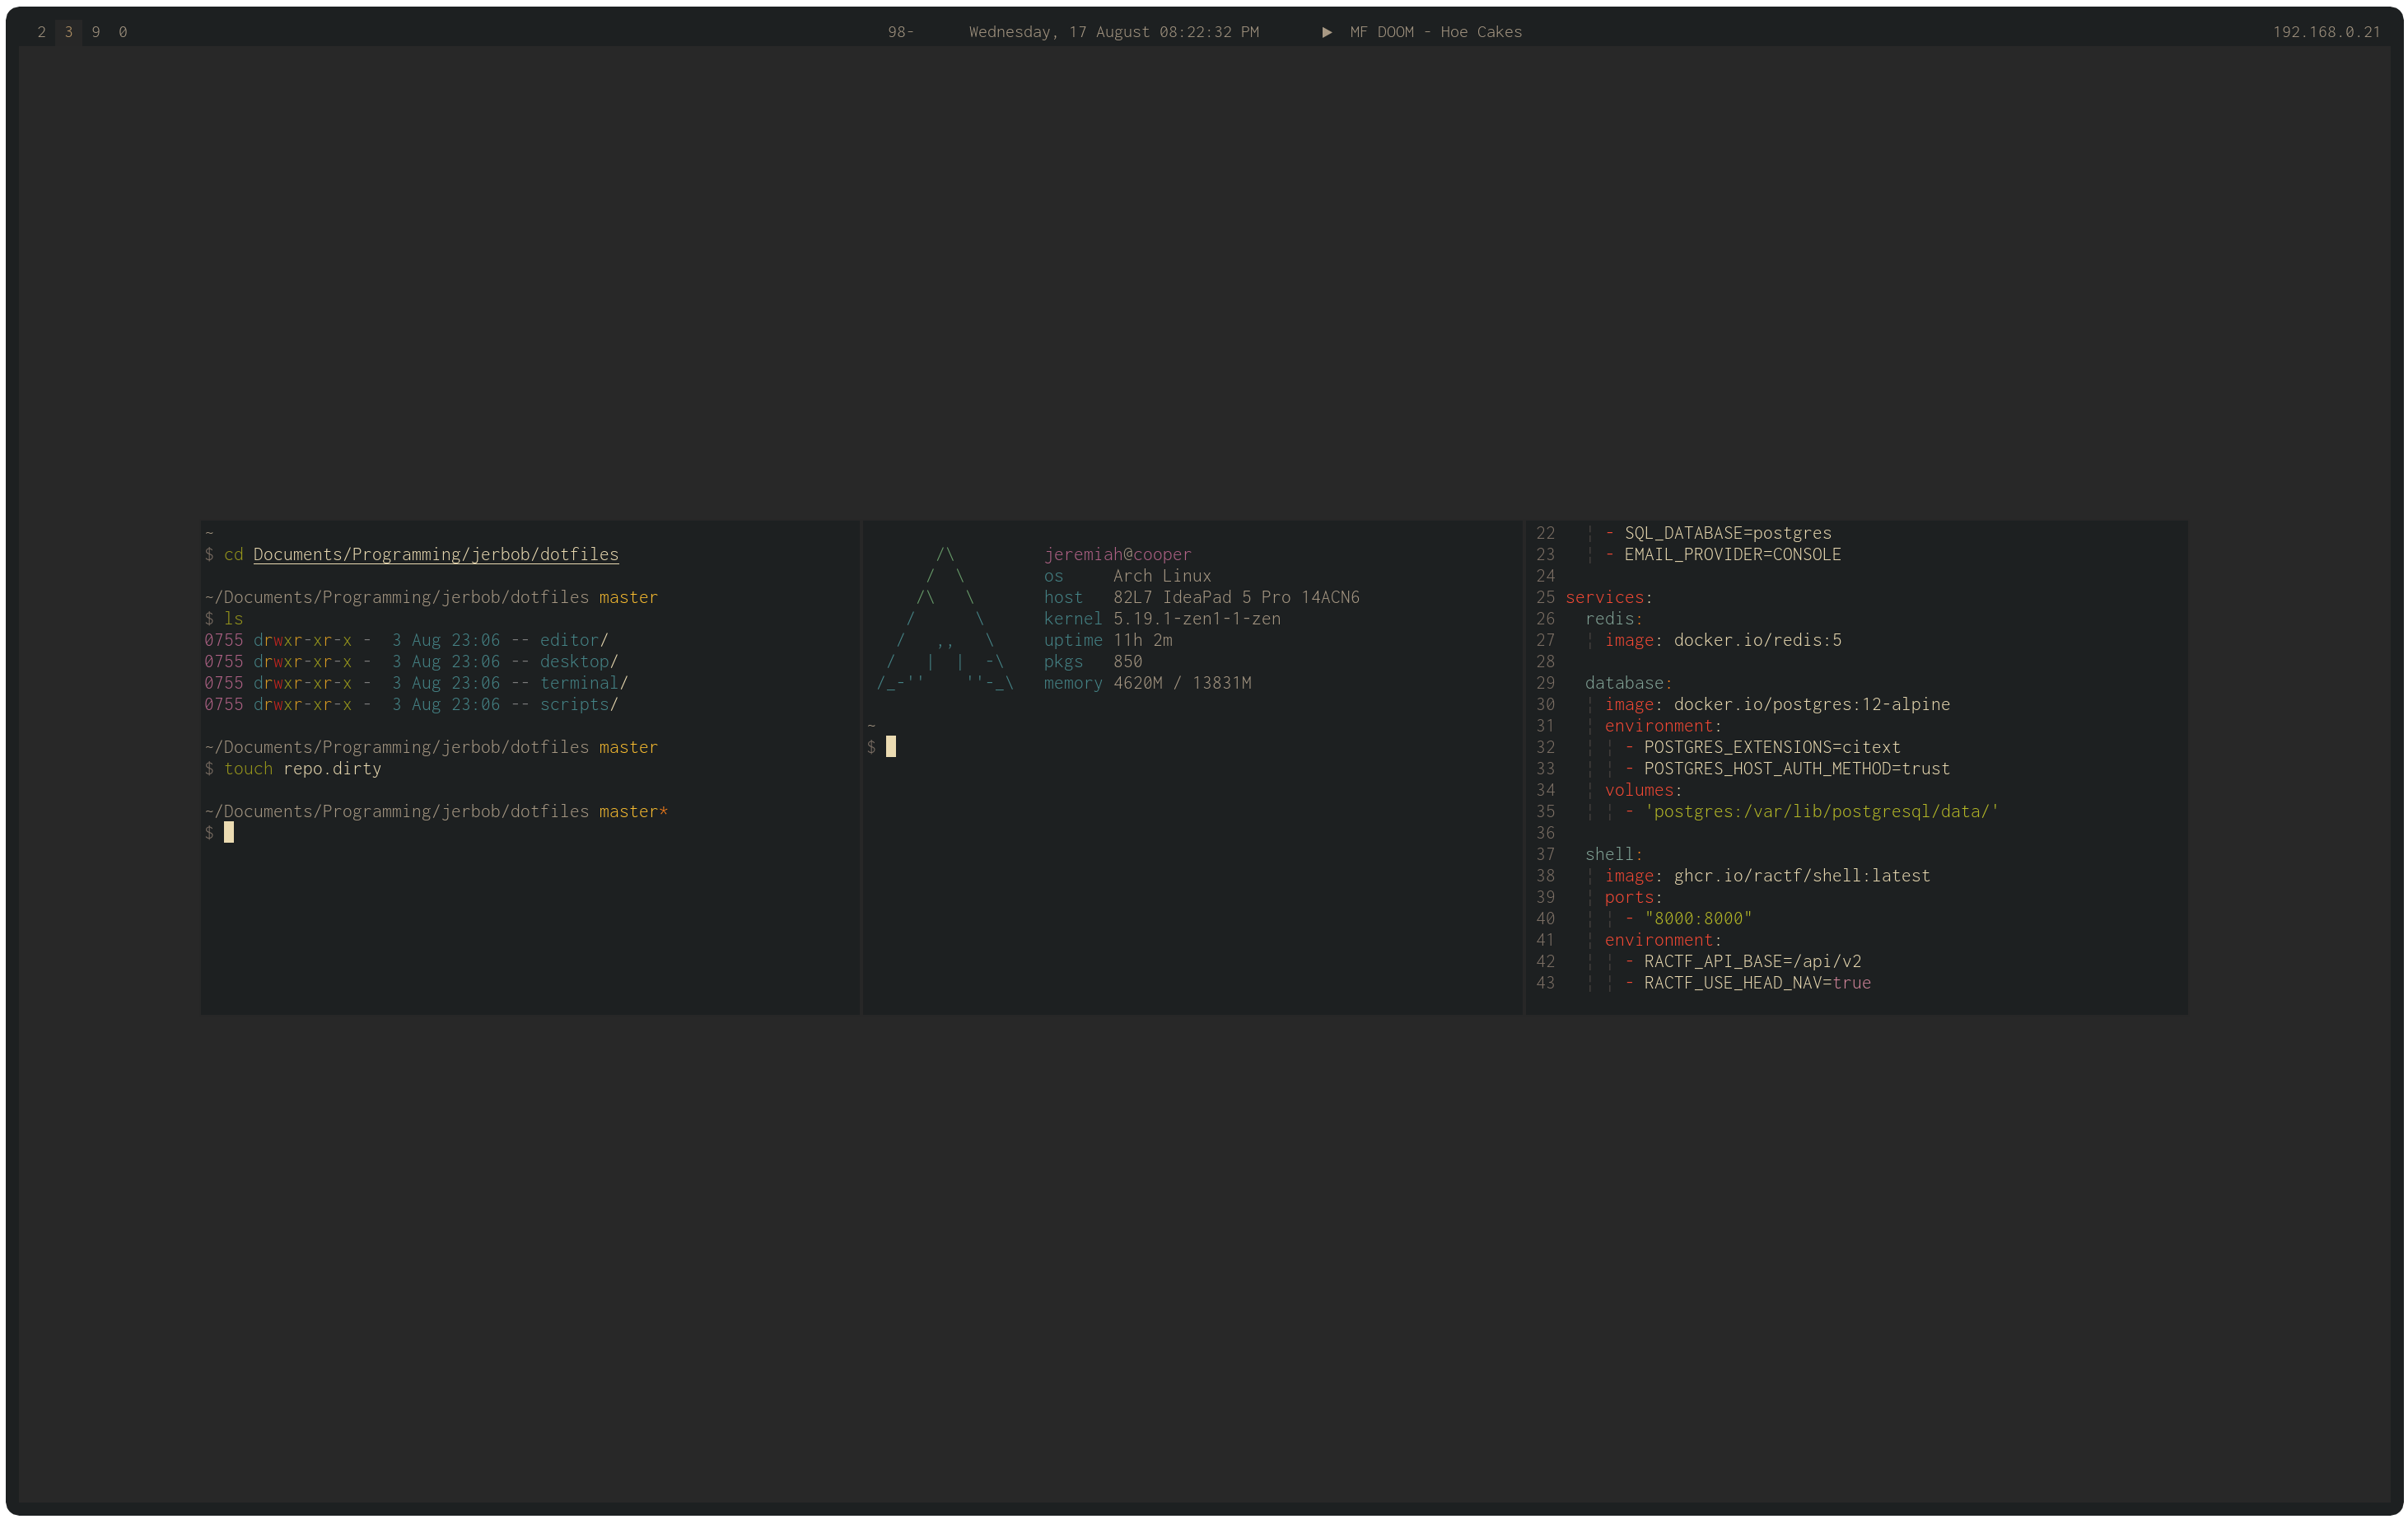 2 3 9 0 98- Wednesday, 17 August 08:22:32 PM ▶ MF DOOM - Hoe Cakes 192.168.0.21
~
$ cd Documents/Programming/jerbob/dotfiles

~/Documents/Programming/jerbob/dotfiles master
$ ls
0755 drwxr-xr-x -  3 Aug 23:06 -- editor/
0755 drwxr-xr-x -  3 Aug 23:06 -- desktop/
0755 drwxr-xr-x -  3 Aug 23:06 -- terminal/
0755 drwxr-xr-x -  3 Aug 23:06 -- scripts/

~/Documents/Programming/jerbob/dotfiles master
$ touch repo.dirty

~/Documents/Programming/jerbob/dotfiles master*
$
       /\         jeremiah@cooper
      /  \        os     Arch Linux
     /\   \       host   82L7 IdeaPad 5 Pro 14ACN6
    /      \      kernel 5.19.1-zen1-1-zen
   /   ,,   \     uptime 11h 2m
  /   |  |  -\    pkgs   850
 /_-''    ''-_\   memory 4620M / 13831M

~
$
22     ¦ - SQL_DATABASE=postgres
23     ¦ - EMAIL_PROVIDER=CONSOLE
24
25 services:
26   redis:
27   ¦ image: docker.io/redis:5
28
29   database:
30   ¦ image: docker.io/postgres:12-alpine
31   ¦ environment:
32   ¦ ¦ - POSTGRES_EXTENSIONS=citext
33   ¦ ¦ - POSTGRES_HOST_AUTH_METHOD=trust
34   ¦ volumes:
35   ¦ ¦ - 'postgres:/var/lib/postgresql/data/'
36
37   shell:
38   ¦ image: ghcr.io/ractf/shell:latest
39   ¦ ports:
40   ¦ ¦ - "8000:8000"
41   ¦ environment:
42   ¦ ¦ - RACTF_API_BASE=/api/v2
43   ¦ ¦ - RACTF_USE_HEAD_NAV=true